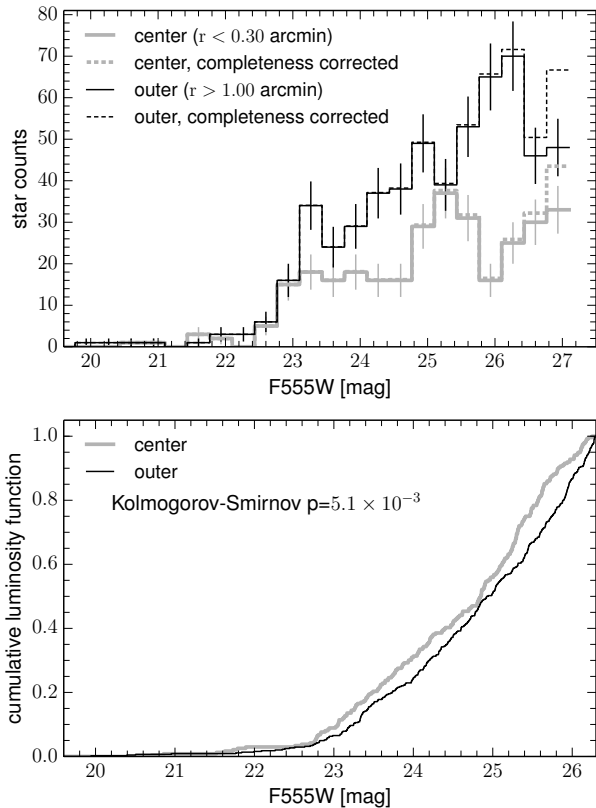 80
70
60
50
40
30
20
10
0
star counts
center (r < 0.30 arcmin)
center, completeness corrected
outer (r > 1.00 arcmin)
outer, completeness corrected
20 21 22 23 24 25 26 27
F555W [mag]
1.0
0.8
0.6
0.4
0.2
0.0
cumulative luminosity function
center
outer
Kolmogorov-Smirnov p=5.1 × 10⁻³
20 21 22 23 24 25 26
F555W [mag]